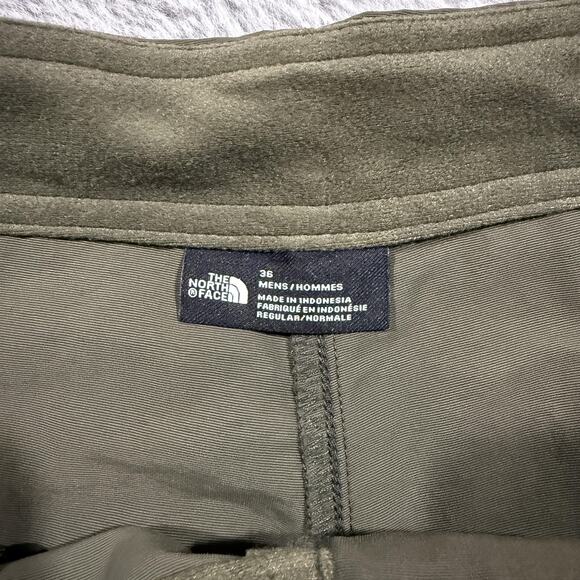 THE
NORTH
®FACE
36
MENS/HOMMES
MADE IN INDONESIA
FABRIQUÉ EN INDONÉSIE
REGULAR/NORMALE